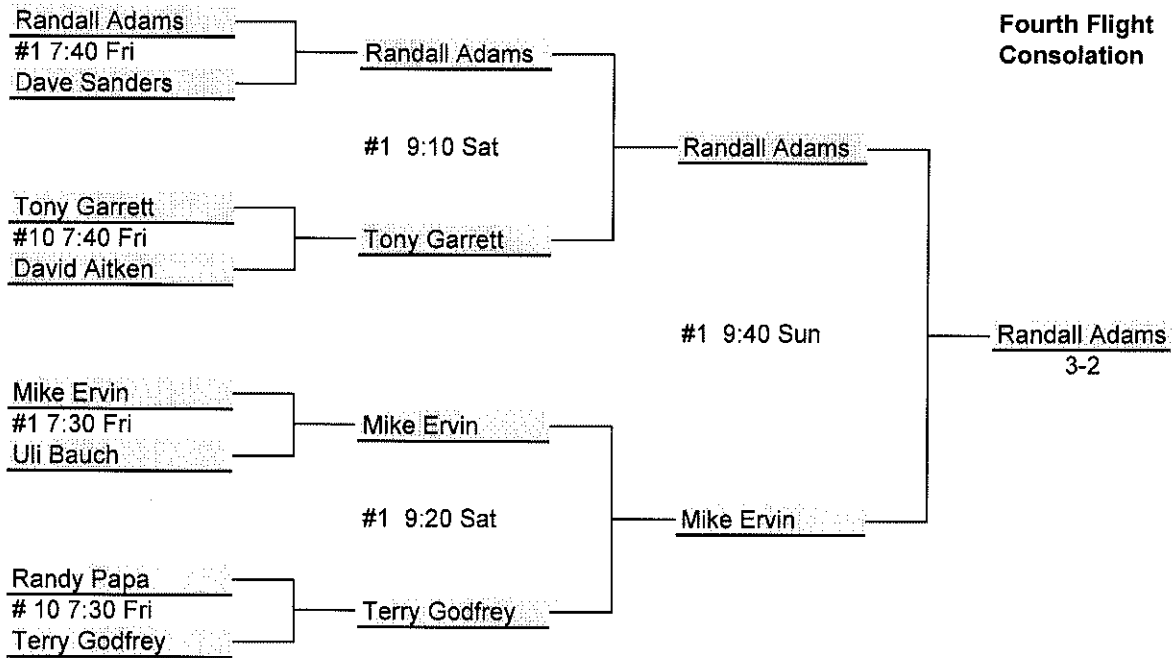 Fourth Flight
Consolation
Randall Adams
#1 7:40 Fri
Dave Sanders
Randall Adams
#1 9:10 Sat
Randall Adams
Tony Garrett
#10 7:40 Fri
David Aitken
Tony Garrett
#1 9:40 Sun
Randall Adams
3-2
Mike Ervin
#1 7:30 Fri
Uli Bauch
Mike Ervin
#1 9:20 Sat
Mike Ervin
Randy Papa
# 10 7:30 Fri
Terry Godfrey
Terry Godfrey